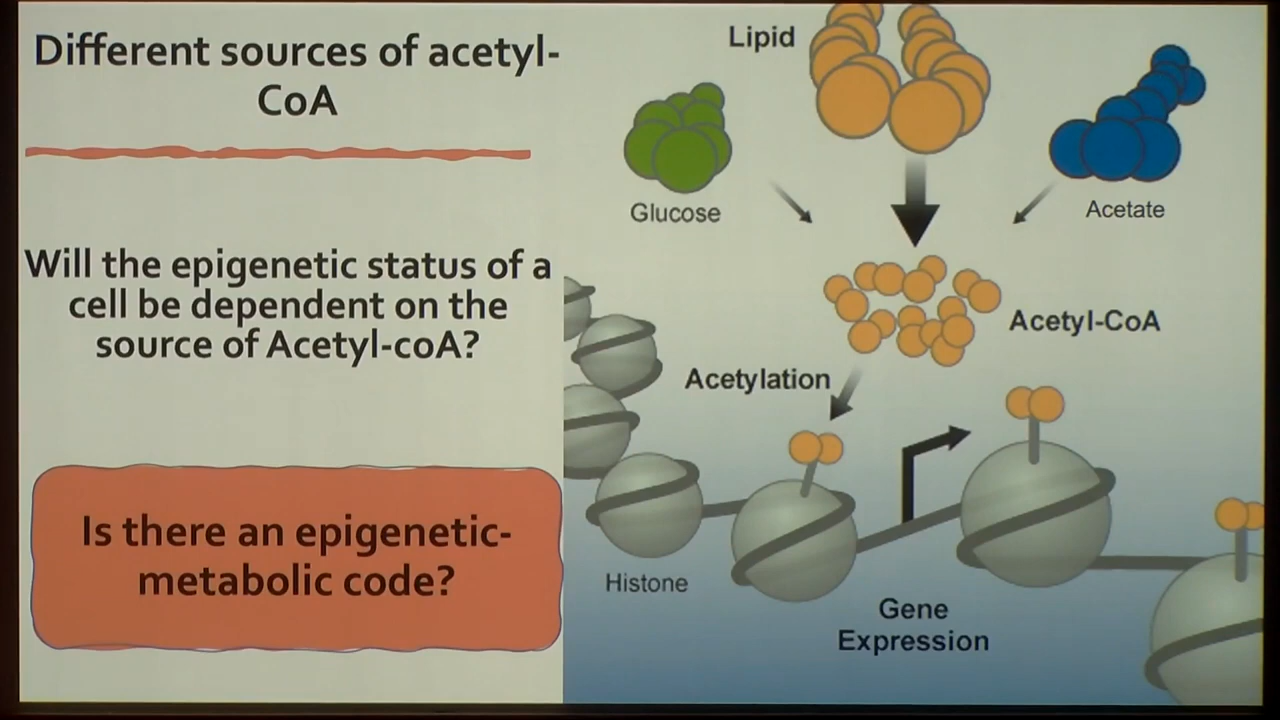 Different sources of acetyl-
CoA
Will the epigenetic status of a
cell be dependent on the
source of Acetyl-coA?
Is there an epigenetic-
metabolic code?
Lipid
Glucose
Acetate
Acetyl-CoA
Acetylation
Histone
Gene
Expression